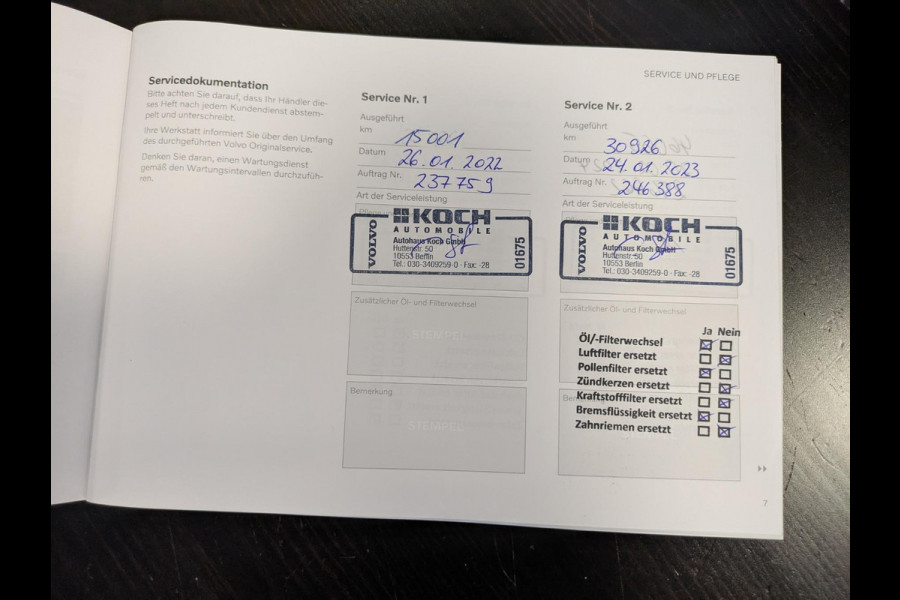 SERVICE UND PFLEGE
Servicedokumentation
Bitte achten Sie darauf, dass Ihr Händler die-
ses Heft nach jedem Kundendienst abstem-
pelt und unterschreibt.
Ihre Werkstatt informiert Sie über den Umfang
des durchgeführten Volvo Originalservice.
Denken Sie daran, einen Wartungsdienst
gemäß den Wartungsintervallen durchzufüh-
ren.
Service Nr. 1
Ausgeführt
km 15001
Datum 26.01.2022
Auftrag Nr. 237759
Art der Serviceleistung
VOLVO
KOCH
AUTOMOBILE
Autohaus Koch GmbH
Huttenstr. 50
10553 Berlin
Tel.: 030-3409259-0 · Fax: -28
01675
Zusätzlicher Öl- und Filterwechsel
STEMPEL
Bemerkung
STEMPEL
Service Nr. 2
Ausgeführt
km 30926
Datum 24.01.2023
Auftrag Nr. 246388
Art der Serviceleistung
VOLVO
KOCH
AUTOMOBILE
Autohaus Koch GmbH
Huttenstr. 50
10553 Berlin
Tel.: 030-3409259-0 · Fax: -28
01675
Zusätzlicher Öl- und Filterwechsel
Ja Nein
Öl/-Filterwechsel ☒ ☐
Luftfilter ersetzt ☐ ☒
Pollenfilter ersetzt ☒ ☐
Zündkerzen ersetzt ☐ ☒
Kraftstofffilter ersetzt ☐ ☒
Bremsflüssigkeit ersetzt ☒ ☐
Zahnriemen ersetzt ☐ ☒
7